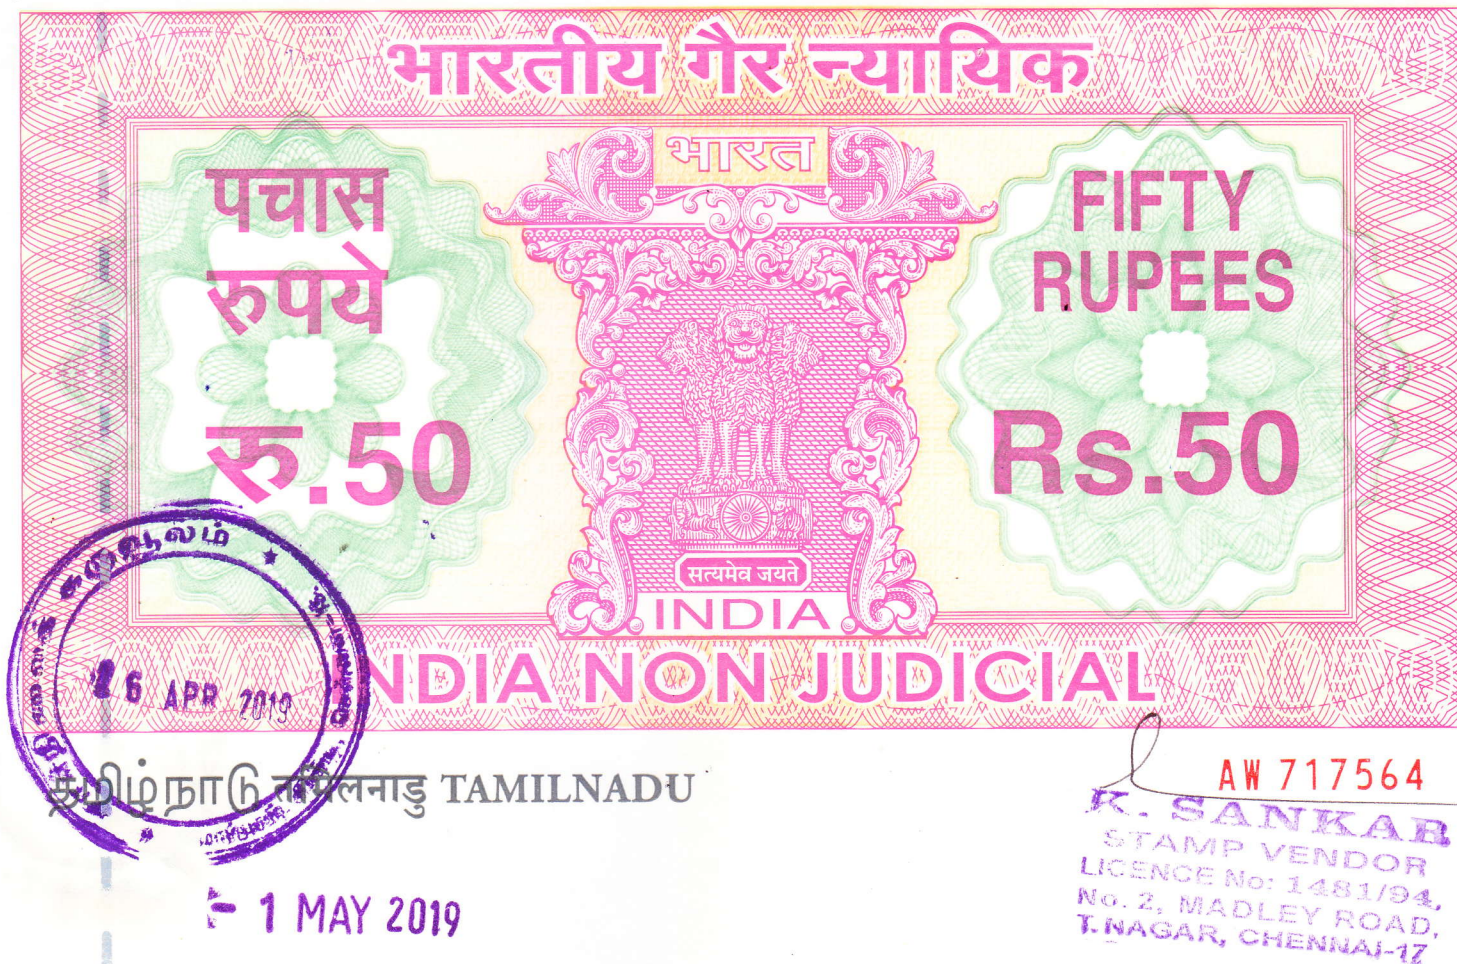 भारतीय गैर न्यायिक
भारत
पचास
रुपये
रु.50
FIFTY
RUPEES
Rs.50
सत्यमेव जयते
INDIA
INDIA NON JUDICIAL
6 APR 2019
தமிழ்நாடு तमिलनाडु TAMILNADU
- 1 MAY 2019
AW 717564
K. SANKAR
STAMP VENDOR
LICENCE No: 1481/94,
No. 2, MADLEY ROAD,
T. NAGAR, CHENNAI-17